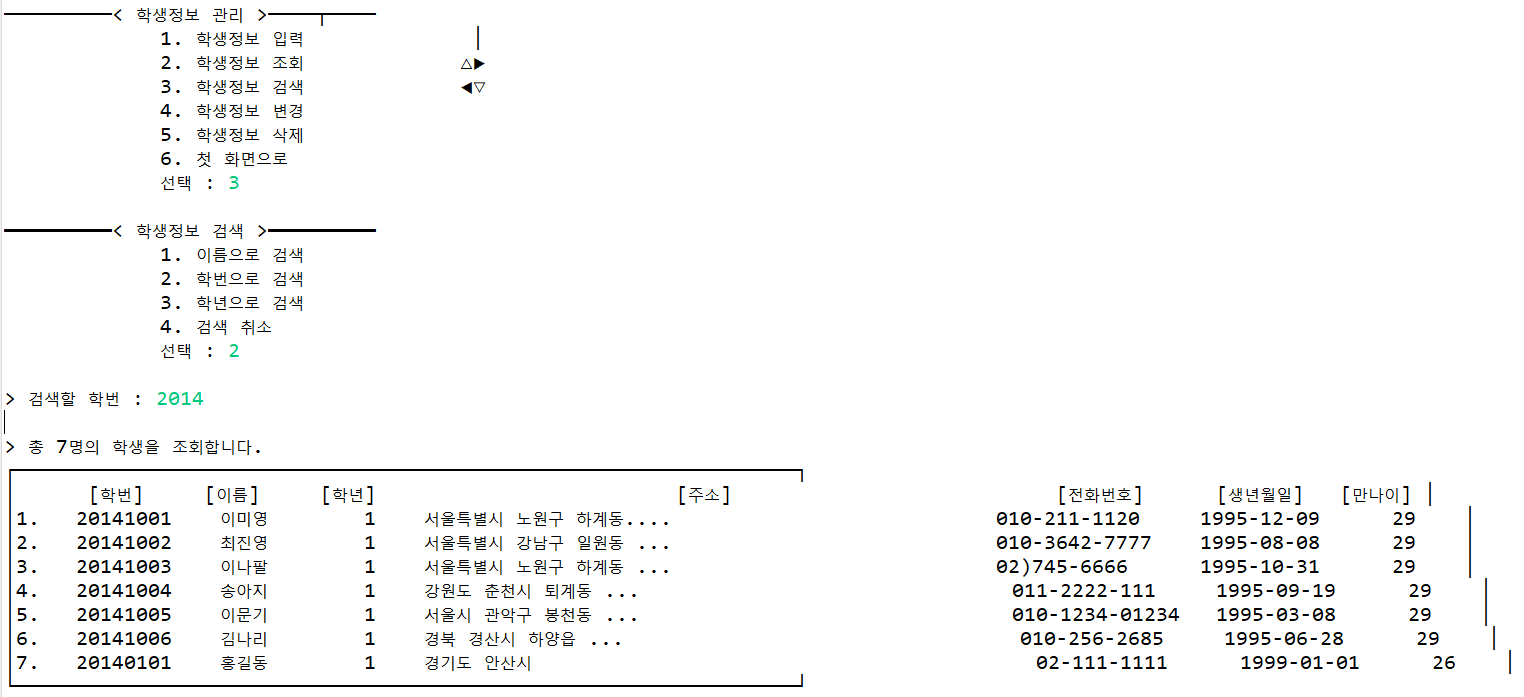 < 학생정보 관리 >
1. 학생정보 입력
2. 학생정보 조회 △▶
3. 학생정보 검색 ◀▽
4. 학생정보 변경
5. 학생정보 삭제
6. 첫 화면으로
선택 : 3
< 학생정보 검색 >
1. 이름으로 검색
2. 학번으로 검색
3. 학년으로 검색
4. 검색 취소
선택 : 2
> 검색할 학번 : 2014
> 총 7명의 학생을 조회합니다.
[학번] [이름] [학년] [주소] [전화번호] [생년월일] [만나이]
1. 20141001 이미영 1 서울특별시 노원구 하계동.... 010-211-1120 1995-12-09 29
2. 20141002 최진영 1 서울특별시 강남구 일원동 ... 010-3642-7777 1995-08-08 29
3. 20141003 이나팔 1 서울특별시 노원구 하계동 ... 02)745-6666 1995-10-31 29
4. 20141004 송아지 1 강원도 춘천시 퇴계동 ... 011-2222-111 1995-09-19 29
5. 20141005 이문기 1 서울시 관악구 봉천동 ... 010-1234-01234 1995-03-08 29
6. 20141006 김나리 1 경북 경산시 하양읍 ... 010-256-2685 1995-06-28 29
7. 20140101 홍길동 1 경기도 안산시 02-111-1111 1999-01-01 26